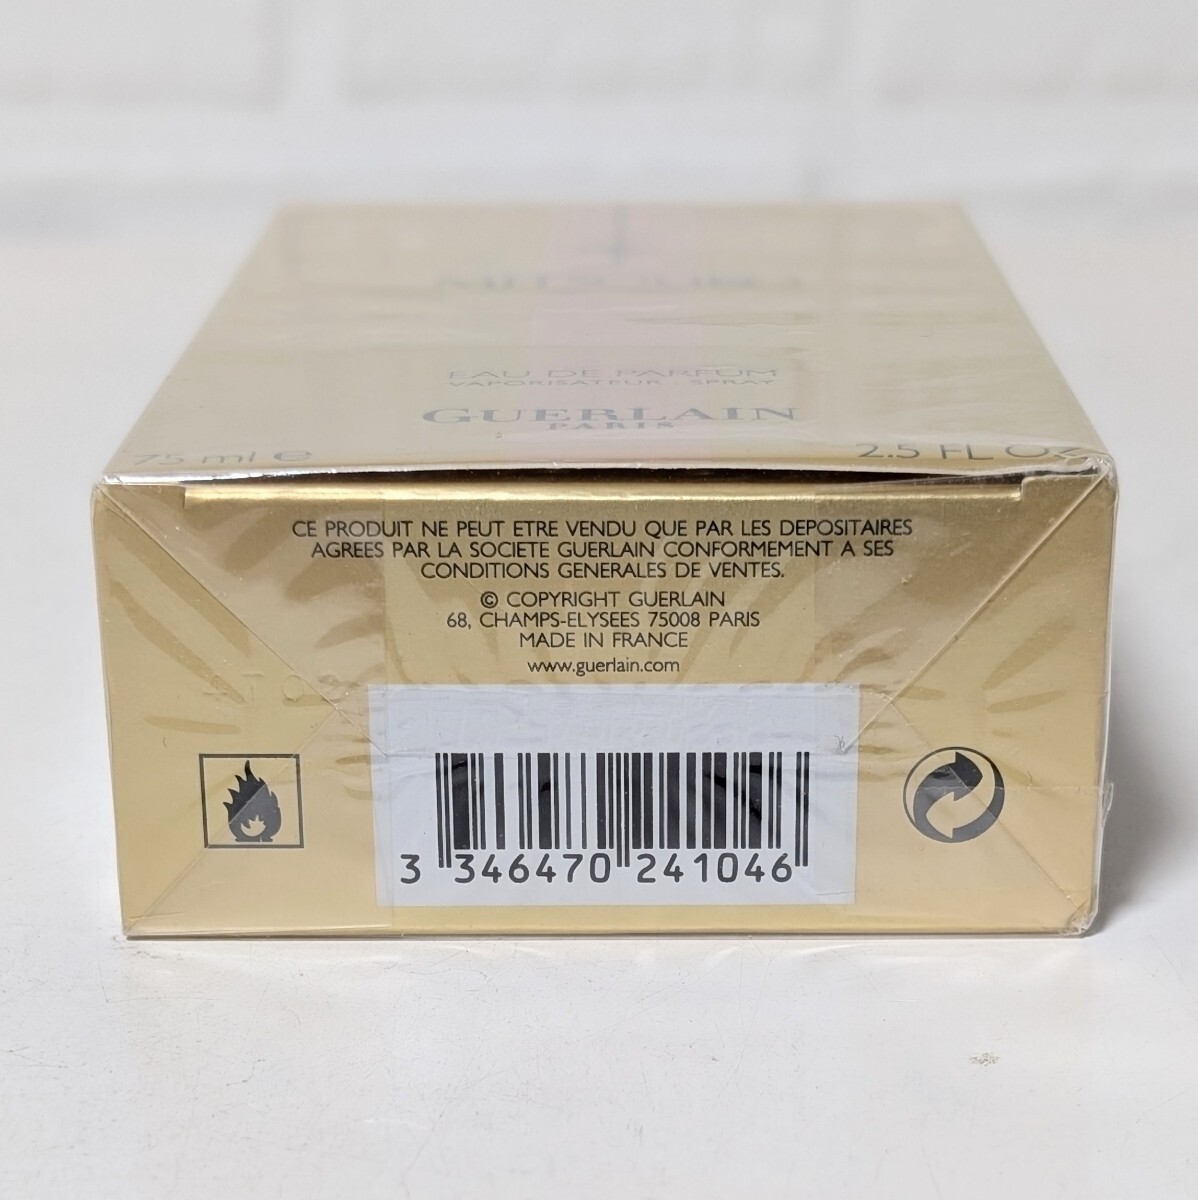 EAU DE PARFUM
VAPORISATEUR . SPRAY
GUERLAIN
PARIS
75 ml ℮ 2.5 FL OZ
CE PRODUIT NE PEUT ETRE VENDU QUE PAR LES DEPOSITAIRES
AGREES PAR LA SOCIETE GUERLAIN CONFORMEMENT A SES
CONDITIONS GENERALES DE VENTES.
© COPYRIGHT GUERLAIN
68, CHAMPS-ELYSEES 75008 PARIS
MADE IN FRANCE
www.guerlain.com
3 346470 241046